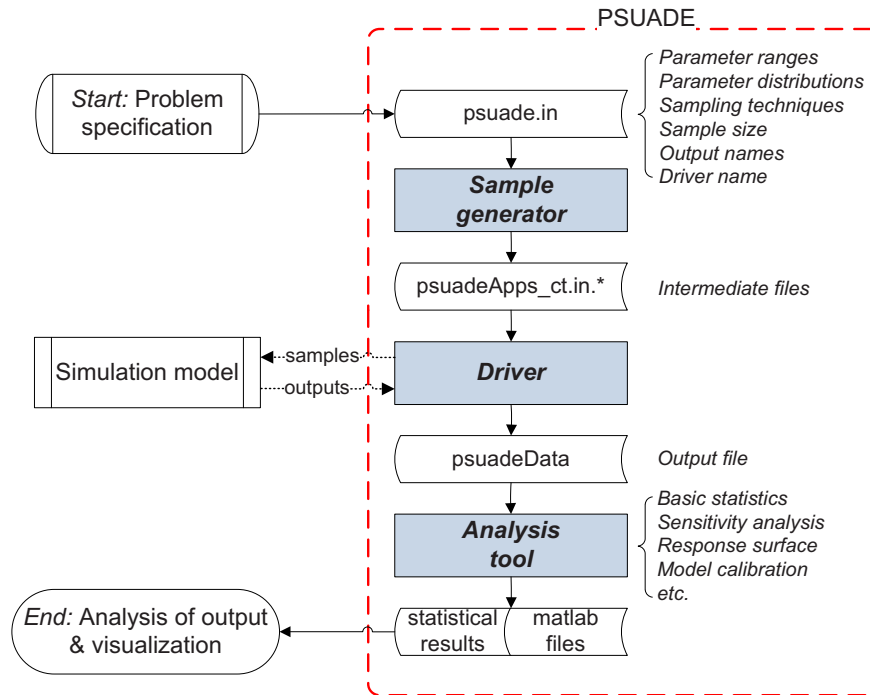 PSUADE
Start: Problem
specification
psuade.in
Parameter ranges
Parameter distributions
Sampling techniques
Sample size
Output names
Driver name
Sample
generator
psuadeApps_ct.in.*
Intermediate files
Simulation model
samples
outputs
Driver
psuadeData
Output file
Analysis
tool
Basic statistics
Sensitivity analysis
Response surface
Model calibration
etc.
End: Analysis of output
& visualization
statistical
results
matlab
files